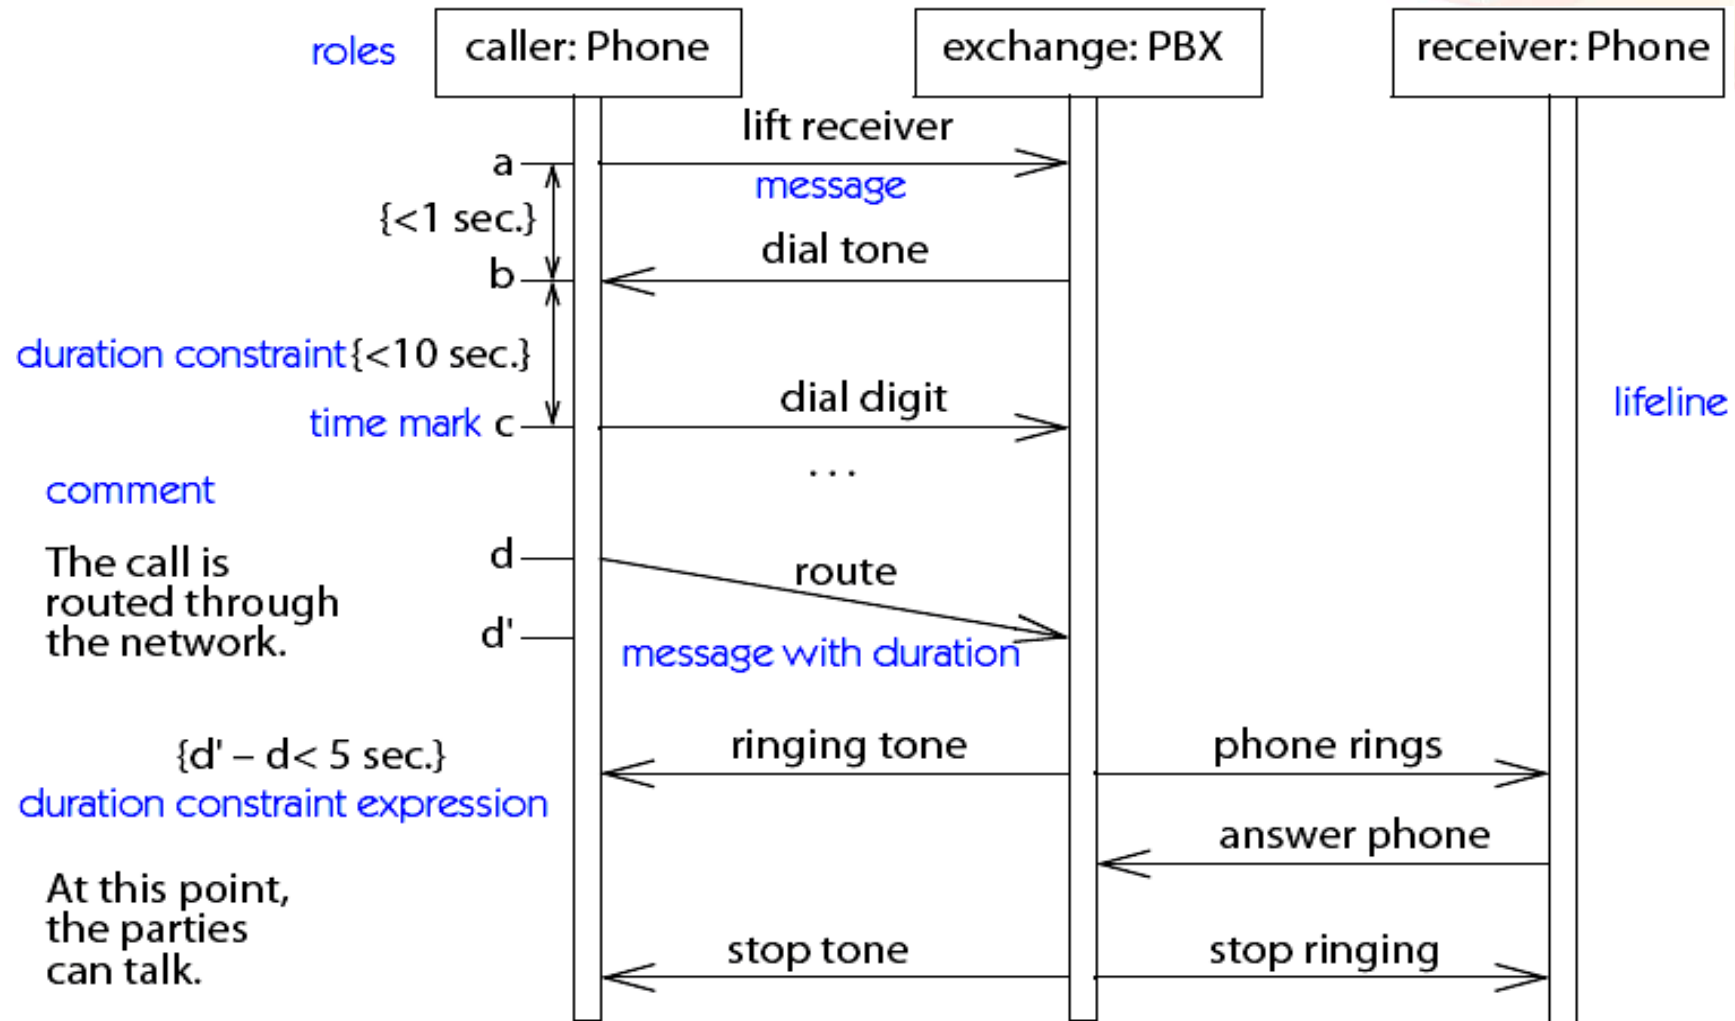 roles
caller: Phone
exchange: PBX
receiver: Phone
lift receiver
a
message
{<1 sec.}
dial tone
b
duration constraint {<10 sec.}
dial digit
lifeline
time mark c
...
comment
d
The call is
routed through
the network.
route
d'
message with duration
{d' – d< 5 sec.}
ringing tone
phone rings
duration constraint expression
answer phone
At this point,
the parties
can talk.
stop tone
stop ringing